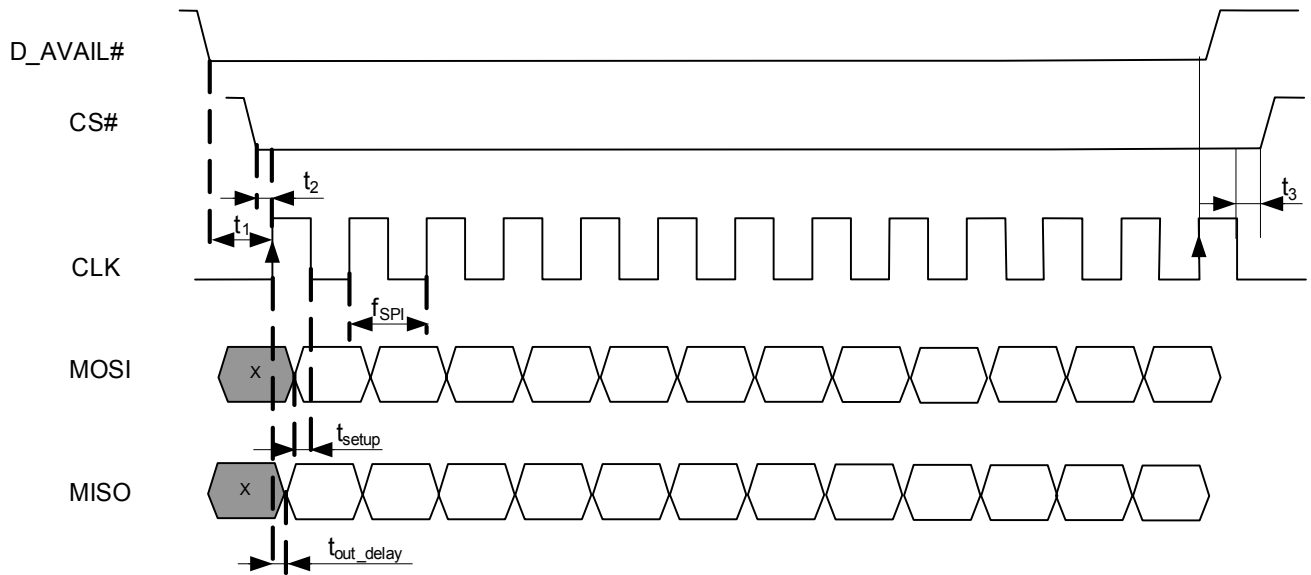 D_AVAIL#
CS#
t2
t3
t1
CLK
fSPI
MOSI
X
tsetup
MISO
X
tout_delay